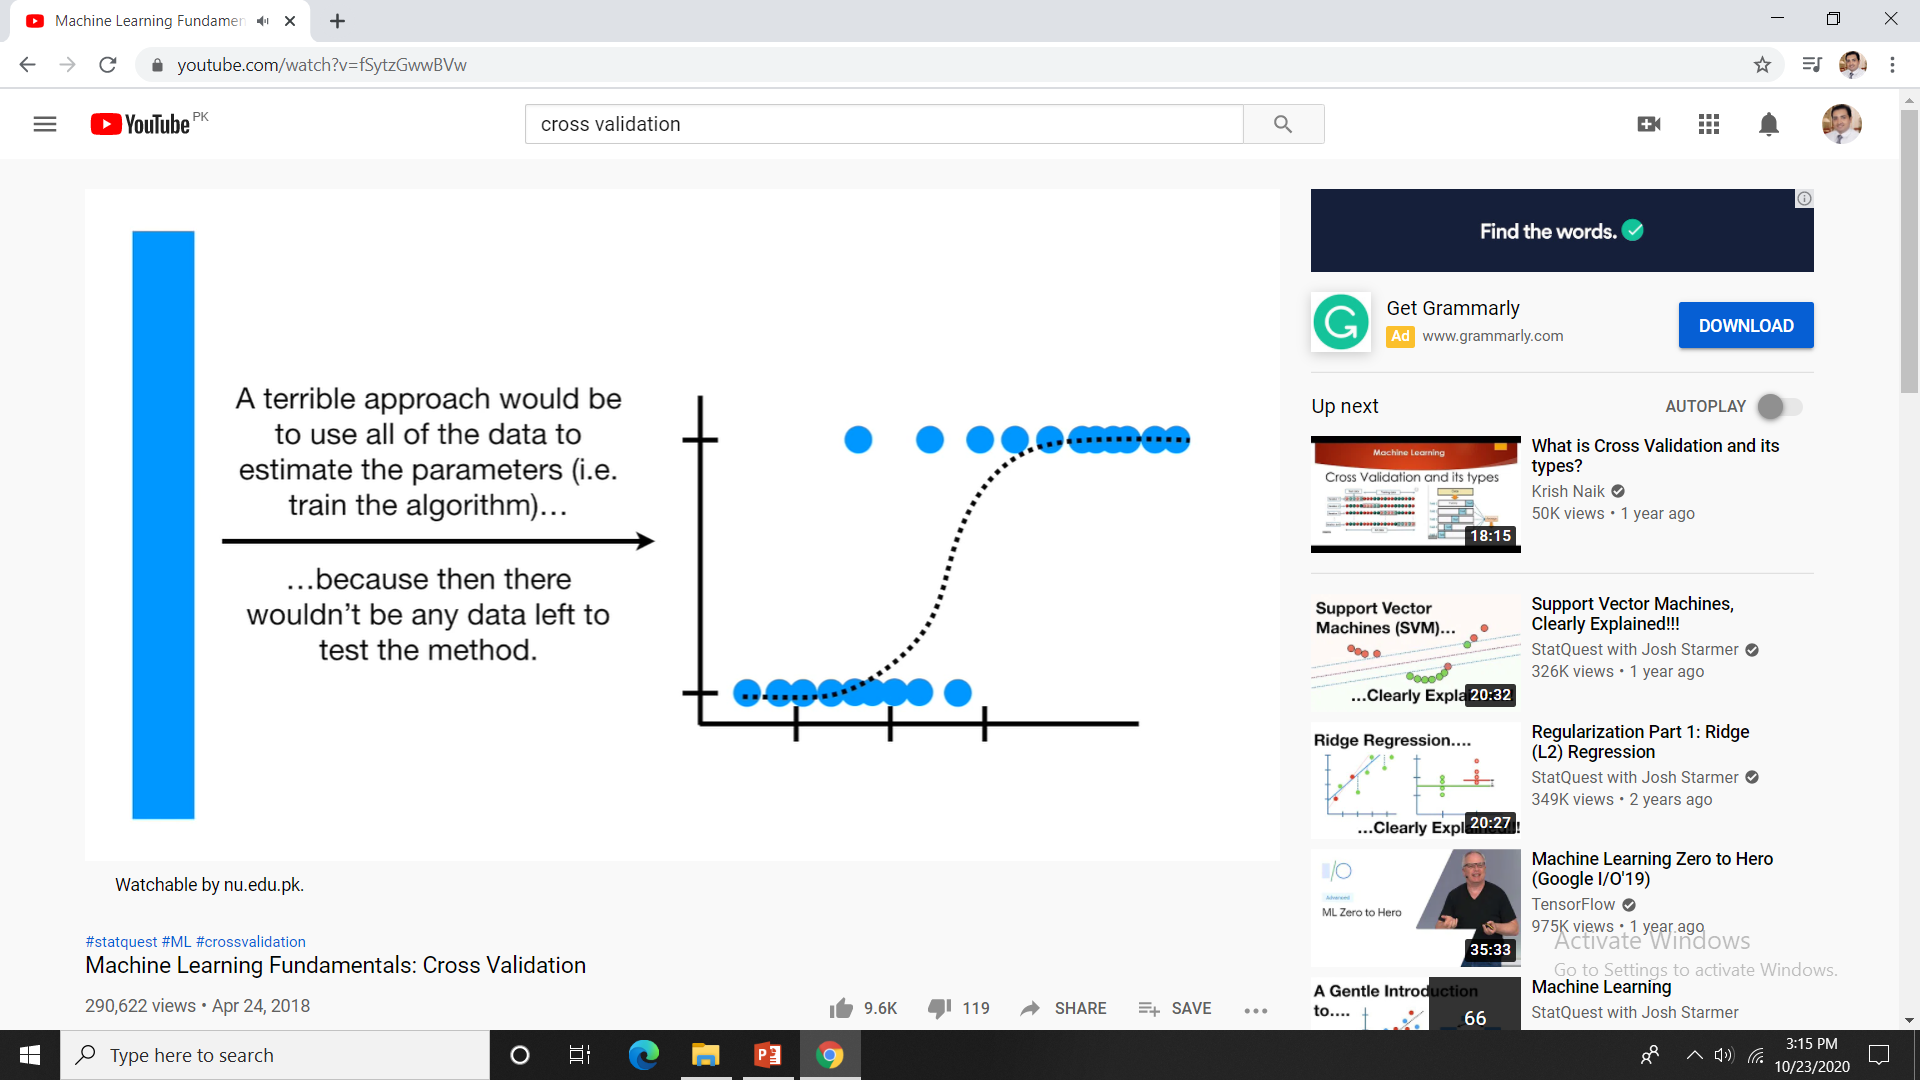 Machine Learning Fundamen
youtube.com/watch?v=fSytzGwwBVw
YouTube PK
cross validation
A terrible approach would be
to use all of the data to
estimate the parameters (i.e.
train the algorithm)…
…because then there
wouldn't be any data left to
test the method.
Watchable by nu.edu.pk.
#statquest #ML #crossvalidation
Machine Learning Fundamentals: Cross Validation
290,622 views • Apr 24, 2018
9.6K
119
SHARE
SAVE
Find the words.
Get Grammarly
Ad www.grammarly.com
DOWNLOAD
Up next
AUTOPLAY
Machine Learning
Cross Validation and its types
18:15
What is Cross Validation and its
types?
Krish Naik
50K views • 1 year ago
Support Vector
Machines (SVM)…
…Clearly Expla
20:32
Support Vector Machines,
Clearly Explained!!!
StatQuest with Josh Starmer
326K views • 1 year ago
Ridge Regression….
…Clearly Expl
20:27
Regularization Part 1: Ridge
(L2) Regression
StatQuest with Josh Starmer
349K views • 2 years ago
I/O
Advanced
ML Zero to Hero
35:33
Machine Learning Zero to Hero
(Google I/O'19)
TensorFlow
975K views • 1 year ago
Activate Windows
Go to Settings to activate Windows.
A Gentle Introduction
to….
66
Machine Learning
StatQuest with Josh Starmer
Type here to search
3:15 PM
10/23/2020